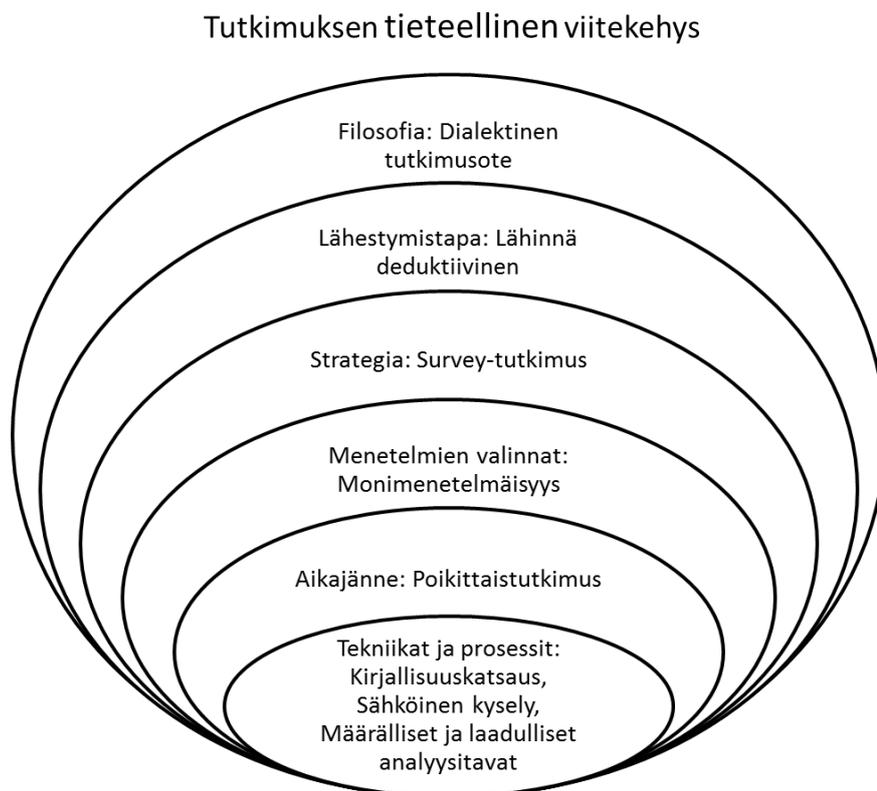 Tutkimuksen tieteellinen viitekehys
Filosofia: Dialektinen
tutkimusote
Lähestymistapa: Lähinnä
deduktiivinen
Strategia: Survey-tutkimus
Menetelmien valinnat:
Monimenetelmäisyys
Aikajänne: Poikittaistutkimus
Tekniikat ja prosessit:
Kirjallisuuskatsaus,
Sähköinen kysely,
Määrälliset ja laadulliset
analyysitavat